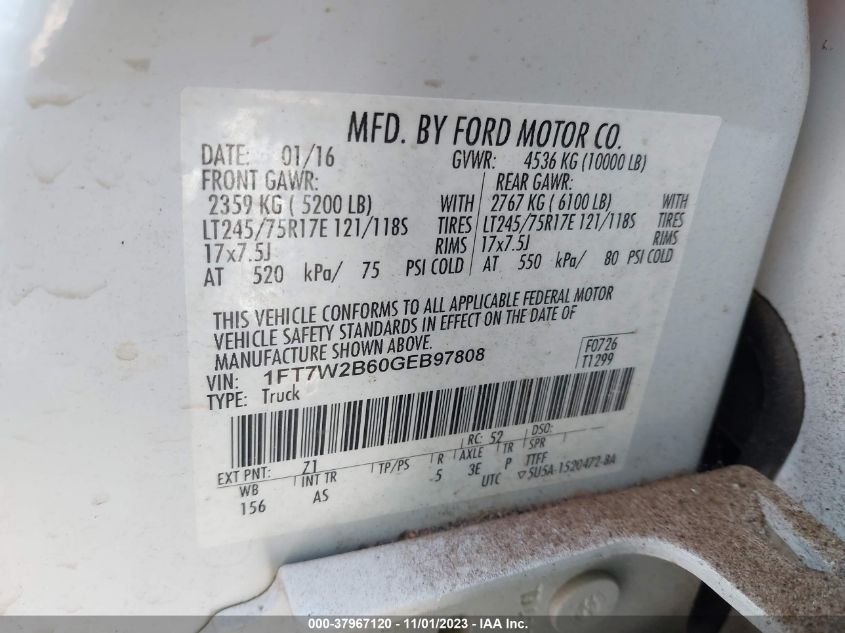 MFD. BY FORD MOTOR CO.
DATE: 01/16 GVWR: 4536 KG (10000 LB)
FRONT GAWR: REAR GAWR:
2359 KG ( 5200 LB) WITH 2767 KG ( 6100 LB) WITH
LT245/75R17E 121/118S TIRES LT245/75R17E 121/118S TIRES
17x7.5J RIMS 17x7.5J RIMS
AT 520 kPa/ 75 PSI COLD AT 550 kPa/ 80 PSI COLD
THIS VEHICLE CONFORMS TO ALL APPLICABLE FEDERAL MOTOR
VEHICLE SAFETY STANDARDS IN EFFECT ON THE DATE OF
MANUFACTURE SHOWN ABOVE.
VIN: 1FT7W2B60GEB97808 F0726
TYPE: Truck T1299
EXT PNT: Z1 RC: 52 DSO:
WB INT TR TP/PS R AXLE TR SPR
156 AS 5 3E P TTFF
UTC ▽5U5A-1520472-BA
000-37967120 - 11/01/2023 - IAA Inc.